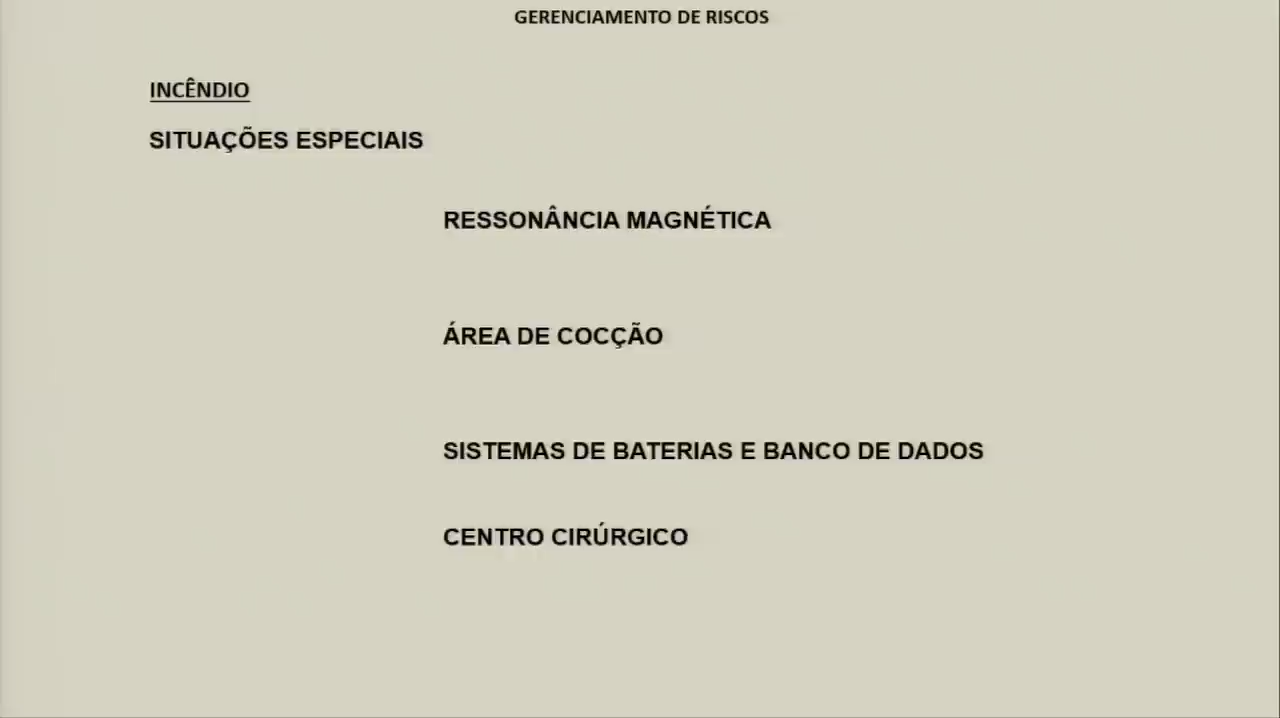 GERENCIAMENTO DE RISCOS
INCÊNDIO
SITUAÇÕES ESPECIAIS
RESSONÂNCIA MAGNÉTICA
ÁREA DE COCÇÃO
SISTEMAS DE BATERIAS E BANCO DE DADOS
CENTRO CIRÚRGICO